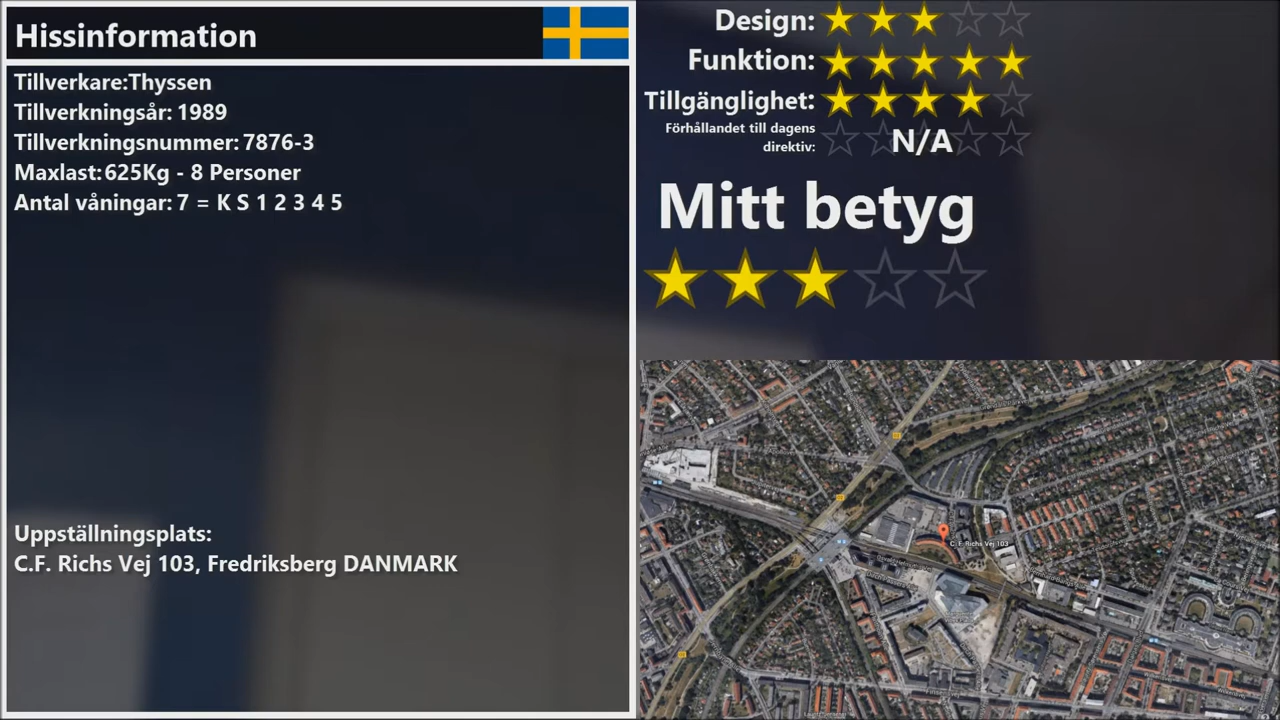 Hissinformation
Tillverkare:Thyssen
Tillverkningsår: 1989
Tillverkningsnummer: 7876-3
Maxlast: 625Kg - 8 Personer
Antal våningar: 7 = K S 1 2 3 4 5
Uppställningsplats:
C.F. Richs Vej 103, Fredriksberg DANMARK
Design:
Funktion:
Tillgänglighet:
Förhållandet till dagens
direktiv:
N/A
Mitt betyg
C. F. Richs Vej 103